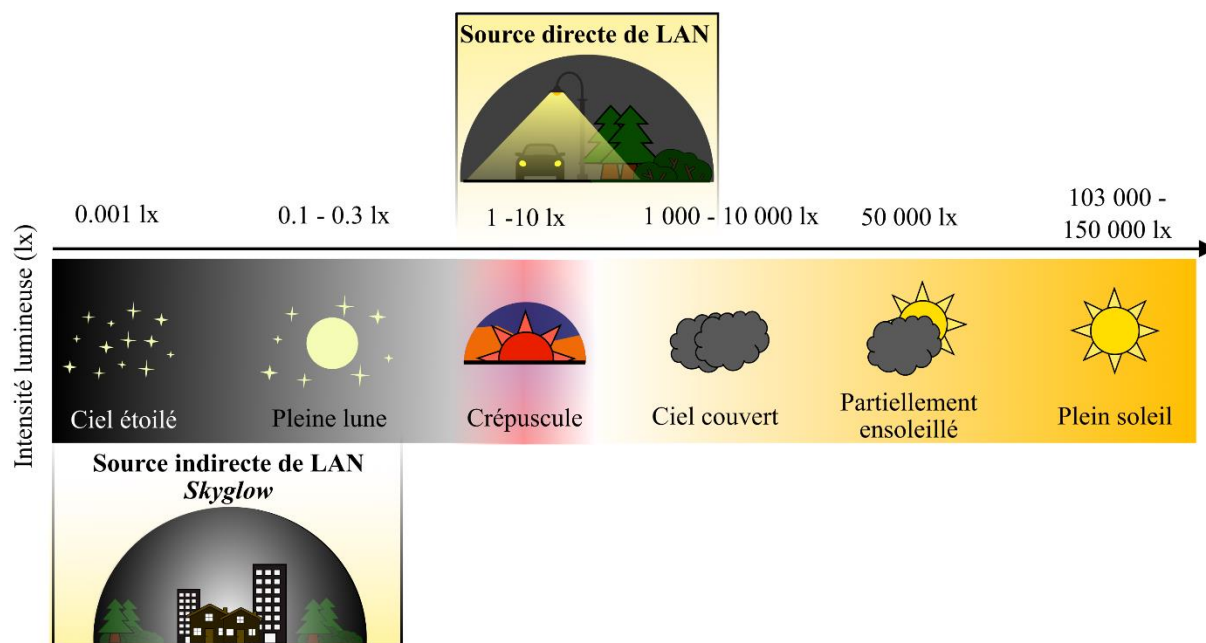 Source directe de LAN
0.001 lx
0.1 - 0.3 lx
1 -10 lx
1 000 - 10 000 lx
50 000 lx
103 000 -
150 000 lx
Intensité lumineuse (lx)
Ciel étoilé
Pleine lune
Crépuscule
Ciel couvert
Partiellement
ensoleillé
Plein soleil
Source indirecte de LAN
Skyglow